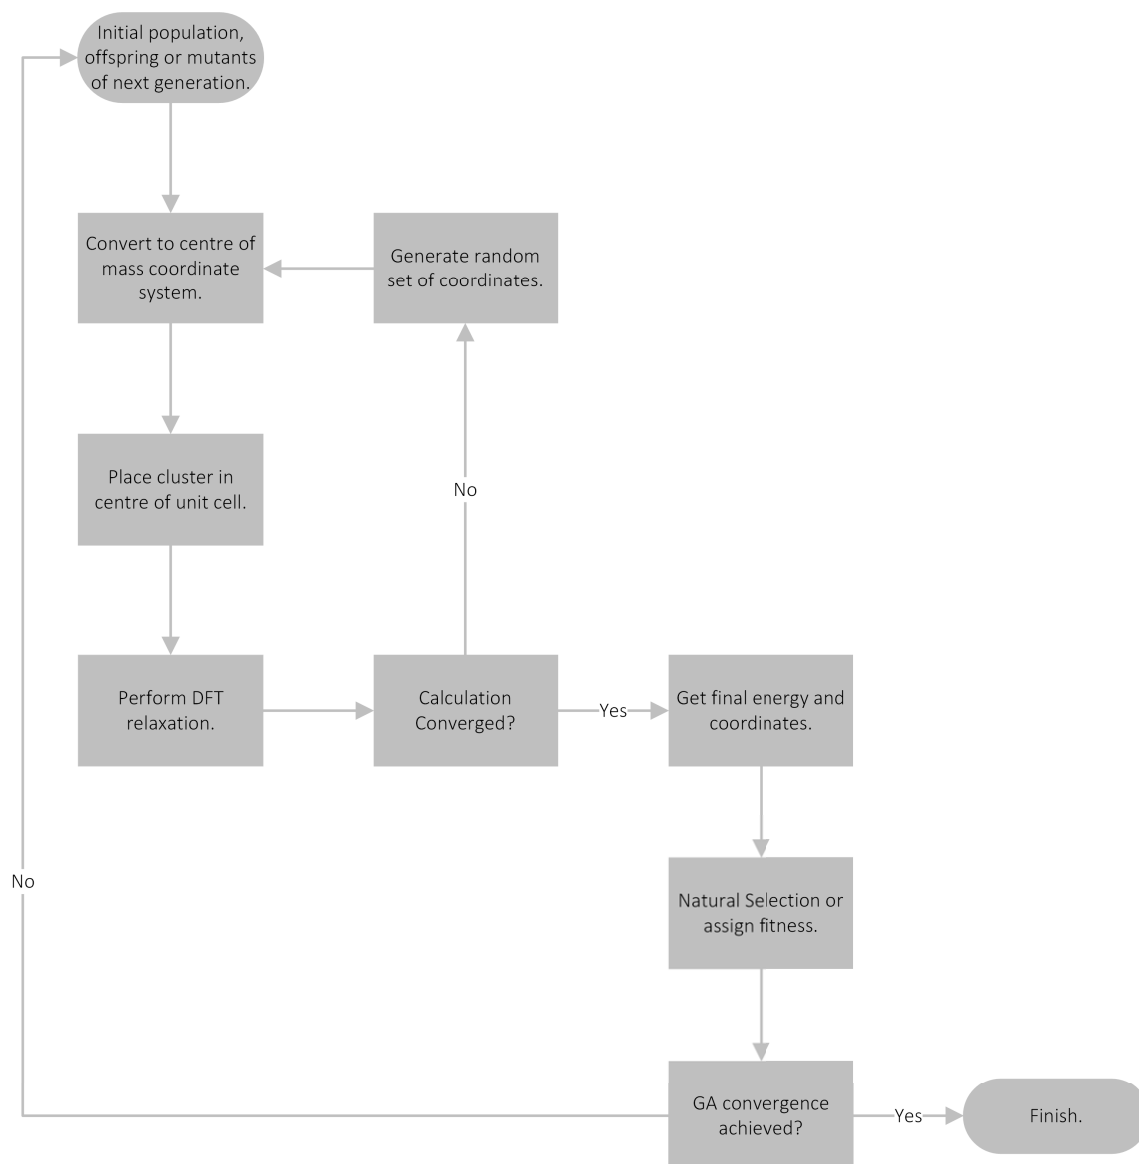 Initial population,
offspring or mutants
of next generation.
Convert to centre of
mass coordinate
system.
Generate random
set of coordinates.
Place cluster in
centre of unit cell.
No
Perform DFT
relaxation.
Calculation
Converged?
Yes
Get final energy and
coordinates.
No
Natural Selection or
assign fitness.
GA convergence
achieved?
Yes
Finish.